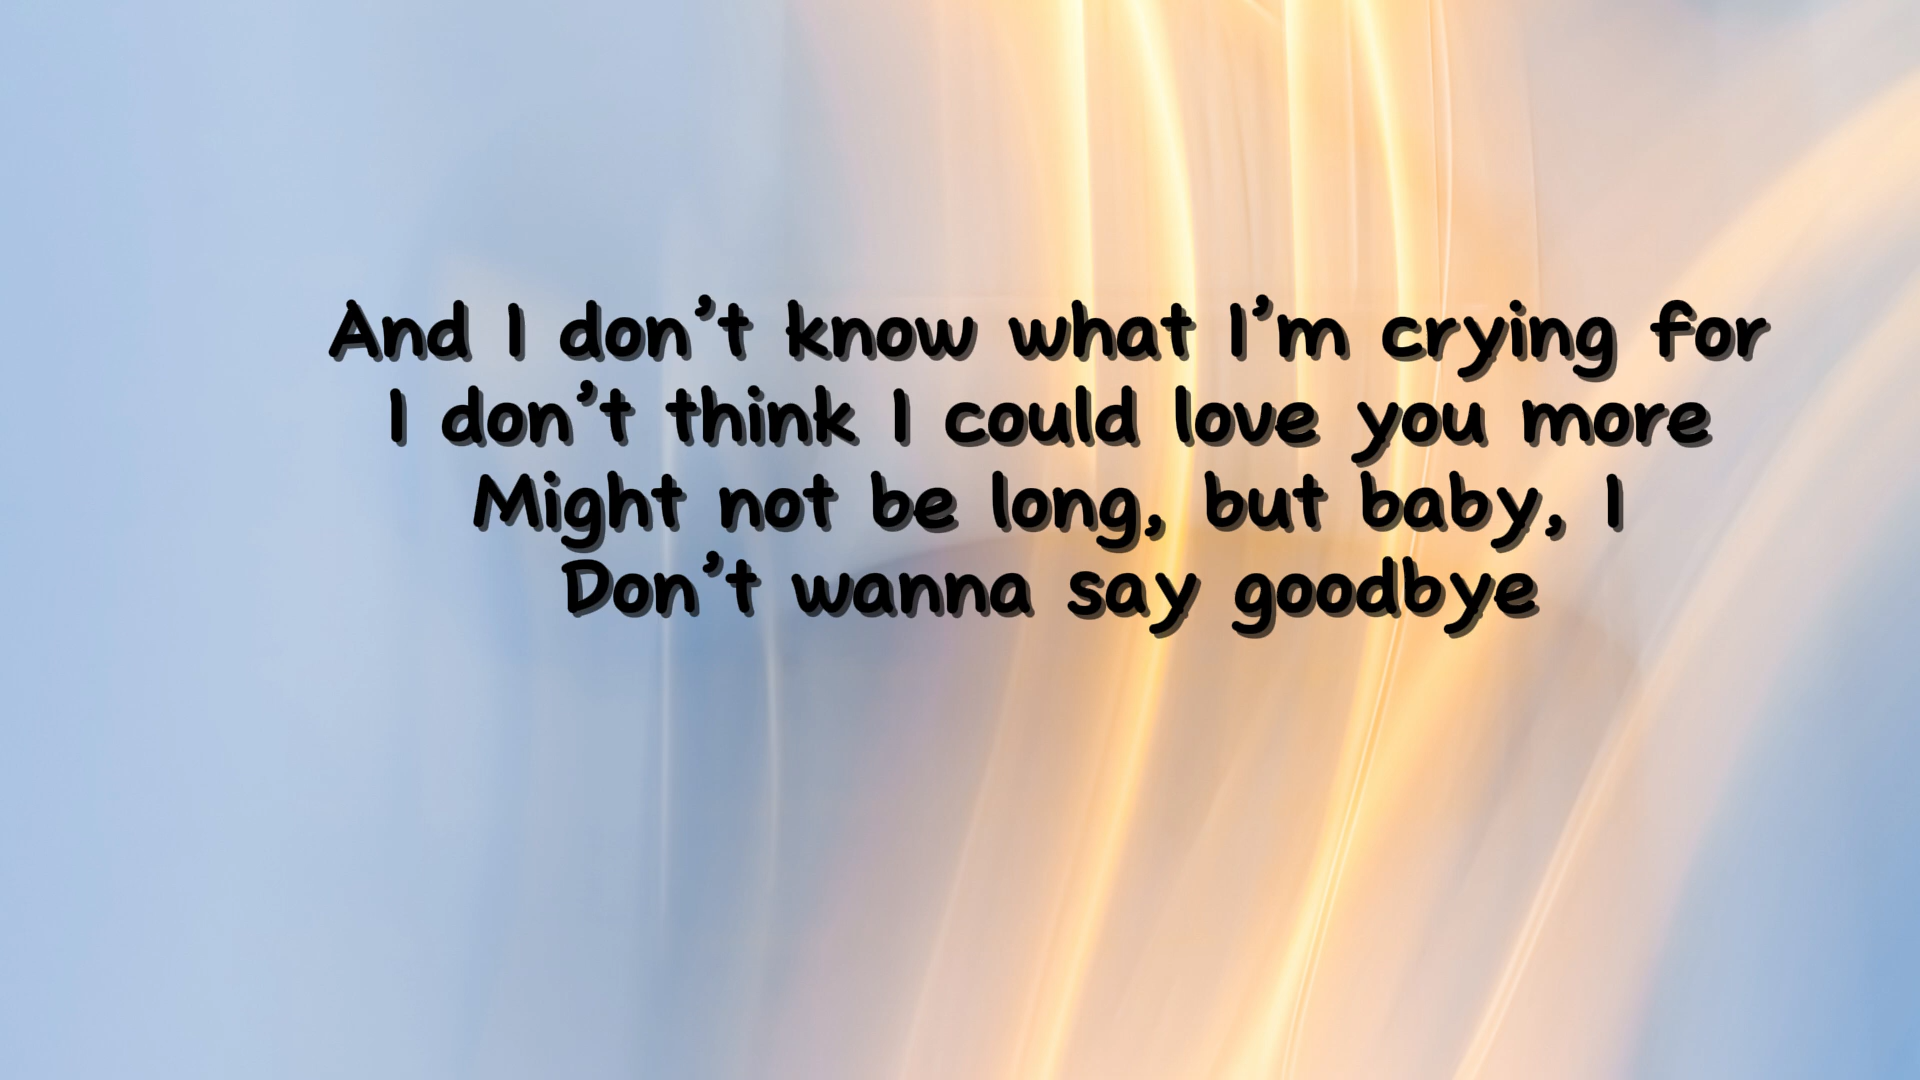 And I don't know what I'm crying for
I don't think I could love you more
Might not be long, but baby, I
Don't wanna say goodbye